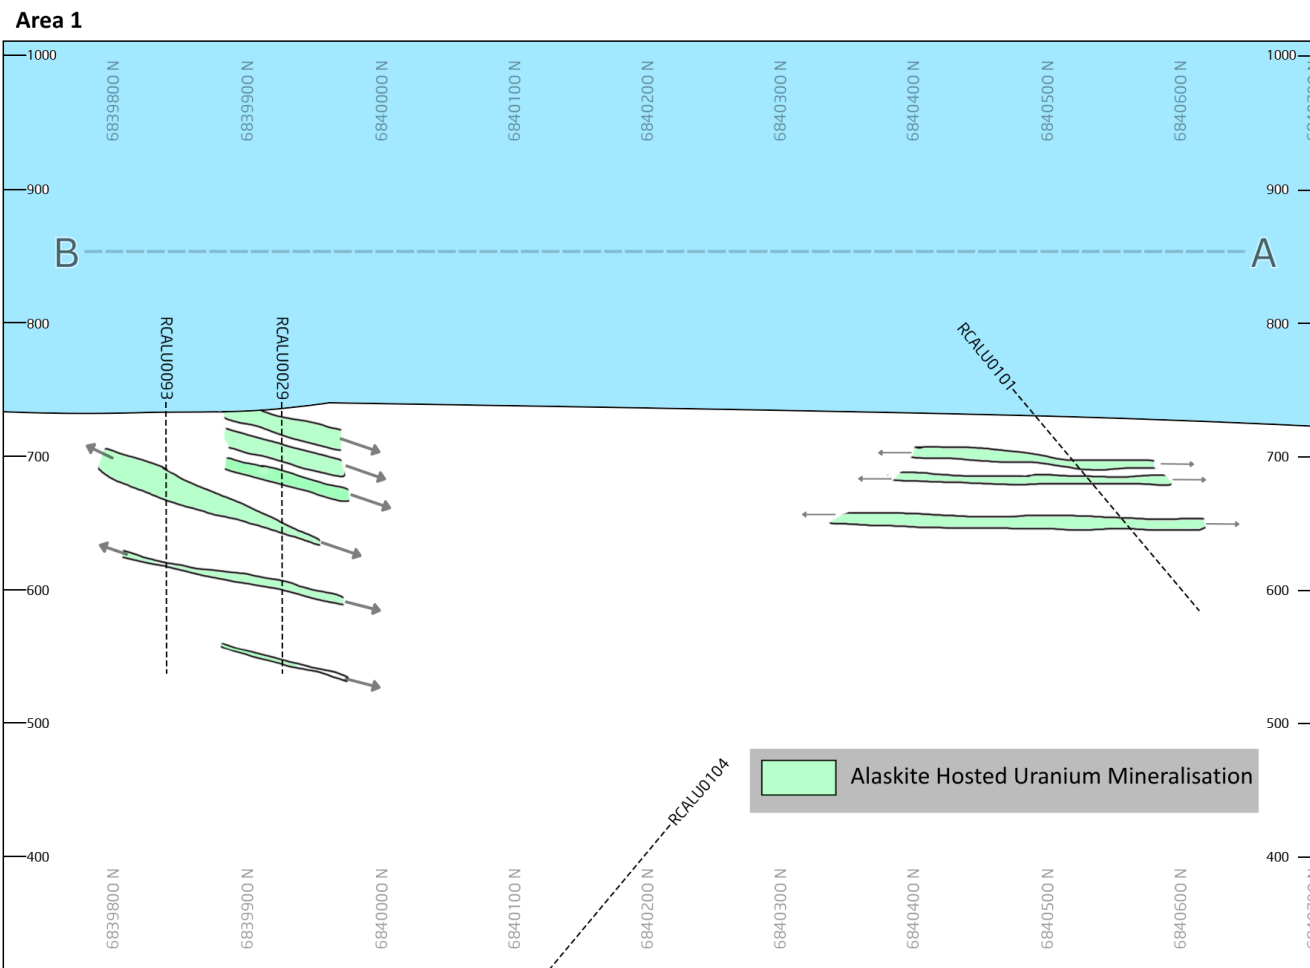 Area 1
1000
1000
6839800 N
6839900 N
6840000 N
6840100 N
6840200 N
6840300 N
6840400 N
6840500 N
6840600 N
900
900
B
A
800
800
RCALU0093
RCALU0029
RCALU0101
700
700
600
600
500
500
RCALU0104
Alaskite Hosted Uranium Mineralisation
400
400
6839800 N
6839900 N
6840000 N
6840100 N
6840200 N
6840300 N
6840400 N
6840500 N
6840600 N